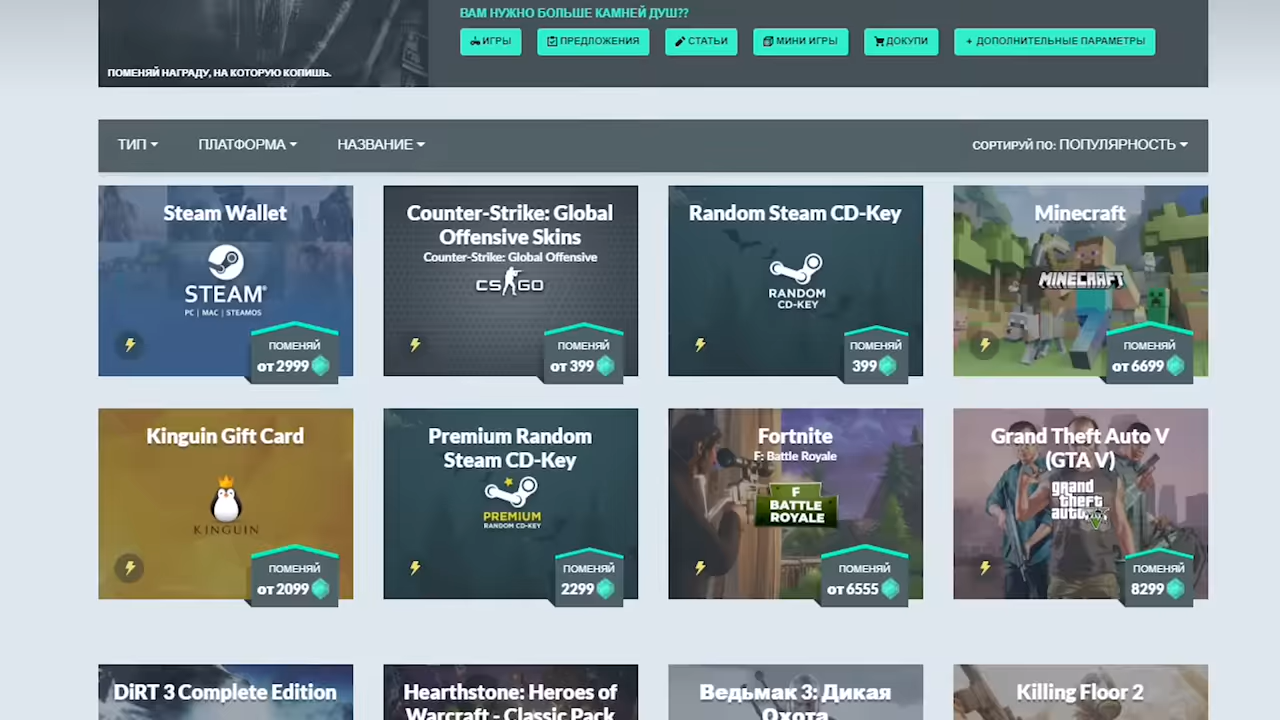 ВАМ НУЖНО БОЛЬШЕ КАМНЕЙ ДУШ??
ИГРЫ
ПРЕДЛОЖЕНИЯ
СТАТЬИ
МИНИ ИГРЫ
ДОКУПИ
+ ДОПОЛНИТЕЛЬНЫЕ ПАРАМЕТРЫ
ПОМЕНЯЙ НАГРАДУ, НА КОТОРУЮ КОПИШЬ.
ТИП
ПЛАТФОРМА
НАЗВАНИЕ
СОРТИРУЙ ПО: ПОПУЛЯРНОСТЬ
Steam Wallet
STEAM®
PC | MAC | STEAMOS
ПОМЕНЯЙ
от 2999
Counter-Strike: Global
Offensive Skins
Counter-Strike: Global Offensive
CS GO
ПОМЕНЯЙ
от 399
Random Steam CD-Key
RANDOM
CD-KEY
ПОМЕНЯЙ
399
Minecraft
MINECRAFT
ПОМЕНЯЙ
от 6699
Kinguin Gift Card
KINGUIN
ПОМЕНЯЙ
от 2099
Premium Random
Steam CD-Key
PREMIUM
RANDOM CD-KEY
ПОМЕНЯЙ
2299
Fortnite
F: Battle Royale
F
BATTLE
ROYALE
ПОМЕНЯЙ
от 6555
Grand Theft Auto V
(GTA V)
grand
theft
auto V
ПОМЕНЯЙ
8299
DiRT 3 Complete Edition
Hearthstone: Heroes of
Warcraft - Classic Pack
Ведьмак 3: Дикая
Охота
Killing Floor 2